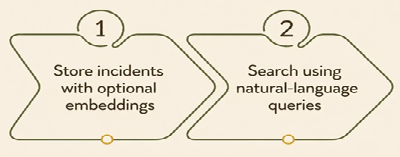 1
Store incidents
with optional
embeddings
2
Search using
natural-language
queries